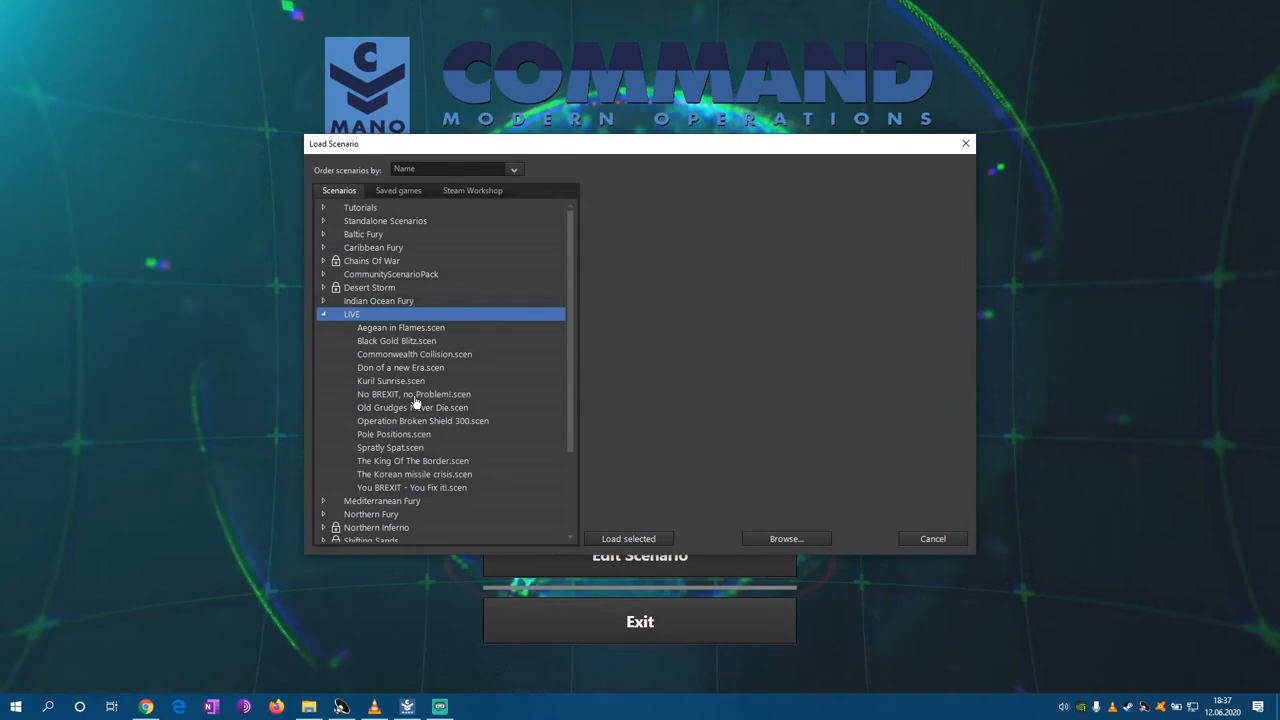 C
MANO
COMMAND
MODERN OPERATIONS
Load Scenario
Order scenarios by: Name
Scenarios Saved games Steam Workshop
Tutorials
Standalone Scenarios
Baltic Fury
Caribbean Fury
Chains Of War
CommunityScenarioPack
Desert Storm
Indian Ocean Fury
LIVE
Aegean in Flames.scen
Black Gold Blitz.scen
Commonwealth Collision.scen
Don of a new Era.scen
Kuril Sunrise.scen
No BREXIT, no Problem!.scen
Old Grudges Never Die.scen
Operation Broken Shield 300.scen
Pole Positions.scen
Spratly Spat.scen
The King Of The Border.scen
The Korean missile crisis.scen
You BREXIT - You Fix it!.scen
Mediterranean Fury
Northern Fury
Northern Inferno
Shifting Sands
Load selected Browse... Cancel
Edit Scenario
Exit
18:37
12.06.2020